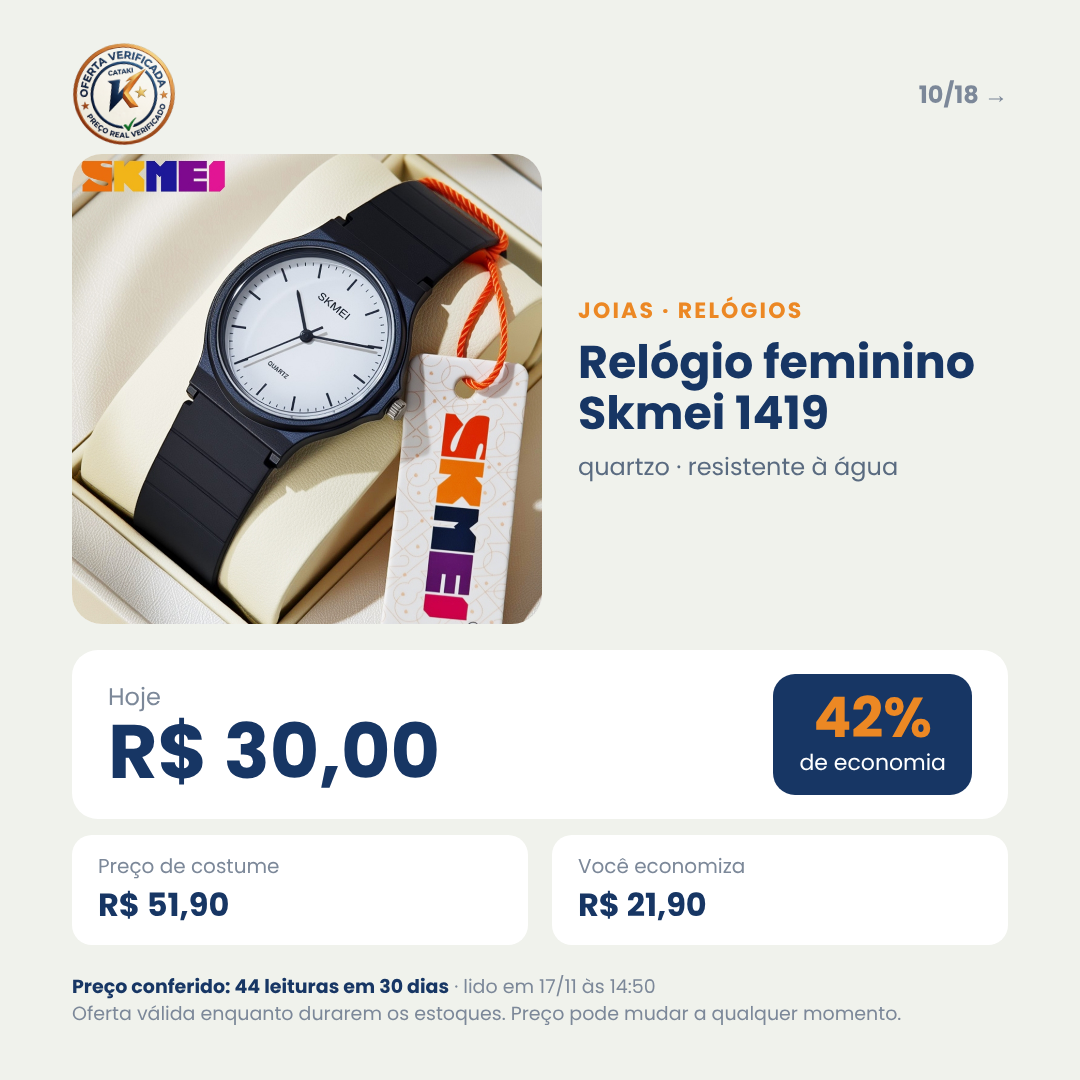 OFERTA VERIFICADA
CATAKI
K
PREÇO REAL VERIFICADO
10/18 →
SKMEI
SKMEI
QUARTZ
SKMEI
JOIAS · RELÓGIOS
Relógio feminino
Skmei 1419
quartzo · resistente à água
Hoje
R$ 30,00
42%
de economia
Preço de costume
R$ 51,90
Você economiza
R$ 21,90
Preço conferido: 44 leituras em 30 dias · lido em 17/11 às 14:50
Oferta válida enquanto durarem os estoques. Preço pode mudar a qualquer momento.